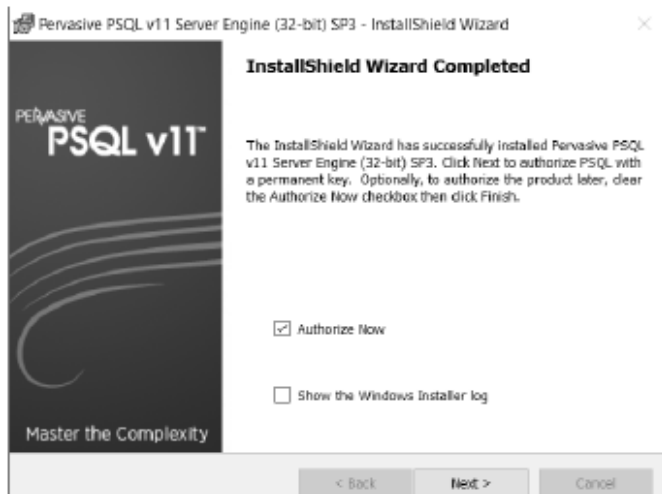 Pervasive PSQL v11 Server Engine (32-bit) SP3 - InstallShield Wizard
InstallShield Wizard Completed
PERVASIVE
PSQL v11™
The InstallShield Wizard has successfully installed Pervasive PSQL
v11 Server Engine (32-bit) SP3. Click Next to authorize PSQL with
a permanent key. Optionally, to authorize the product later, clear
the Authorize Now checkbox then click Finish.
Authorize Now
Show the Windows Installer log
Master the Complexity
< Back
Next >
Cancel